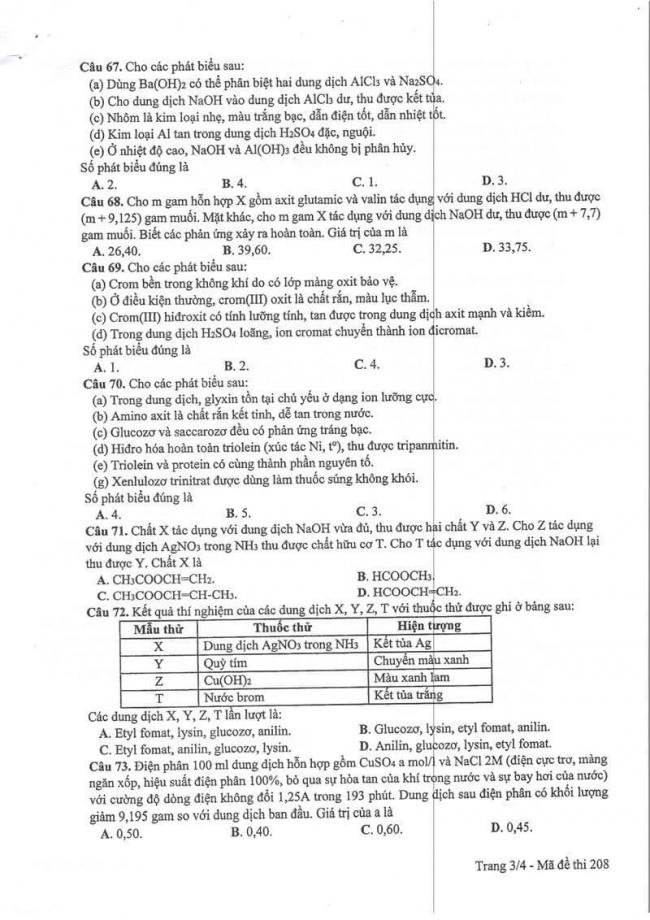 Câu 67. Cho các phát biểu sau:
(a) Dùng Ba(OH)₂ có thể phân biệt hai dung dịch AlCl₃ và Na₂SO₄.
(b) Cho dung dịch NaOH vào dung dịch AlCl₃ dư, thu được kết tủa.
(c) Nhôm là kim loại nhẹ, màu trắng bạc, dẫn điện tốt, dẫn nhiệt tốt.
(d) Kim loại Al tan trong dung dịch H₂SO₄ đặc, nguội.
(e) Ở nhiệt độ cao, NaOH và Al(OH)₃ đều không bị phân hủy.
Số phát biểu đúng là
A. 2. B. 4. C. 1. D. 3.
Câu 68. Cho m gam hỗn hợp X gồm axit glutamic và valin tác dụng với dung dịch HCl dư, thu được
(m + 9,125) gam muối. Mặt khác, cho m gam X tác dụng với dung dịch NaOH dư, thu được (m + 7,7)
gam muối. Biết các phản ứng xảy ra hoàn toàn. Giá trị của m là
A. 26,40. B. 39,60. C. 32,25. D. 33,75.
Câu 69. Cho các phát biểu sau:
(a) Crom bền trong không khí do có lớp màng oxit bảo vệ.
(b) Ở điều kiện thường, crom(III) oxit là chất rắn, màu lục thẫm.
(c) Crom(III) hiđroxit có tính lưỡng tính, tan được trong dung dịch axit mạnh và kiềm.
(d) Trong dung dịch H₂SO₄ loãng, ion cromat chuyển thành ion đicromat.
Số phát biểu đúng là
A. 1. B. 2. C. 4. D. 3.
Câu 70. Cho các phát biểu sau:
(a) Trong dung dịch, glyxin tồn tại chủ yếu ở dạng ion lưỡng cực.
(b) Amino axit là chất rắn kết tinh, dễ tan trong nước.
(c) Glucozơ và saccarozơ đều có phản ứng tráng bạc.
(d) Hiđro hóa hoàn toàn triolein (xúc tác Ni, tº), thu được tripanmitin.
(e) Triolein và protein có cùng thành phần nguyên tố.
(g) Xenlulozơ trinitrat được dùng làm thuốc súng không khói.
Số phát biểu đúng là
A. 4. B. 5. C. 3. D. 6.
Câu 71. Chất X tác dụng với dung dịch NaOH vừa đủ, thu được hai chất Y và Z. Cho Z tác dụng
với dung dịch AgNO₃ trong NH₃ thu được chất hữu cơ T. Cho T tác dụng với dung dịch NaOH lại
thu được Y. Chất X là
A. CH₃COOCH=CH₂. B. HCOOCH₃.
C. CH₃COOCH=CH-CH₃. D. HCOOCH=CH₂.
Câu 72. Kết quả thí nghiệm của các dung dịch X, Y, Z, T với thuốc thử được ghi ở bảng sau:
Mẫu thử Thuốc thử Hiện tượng
X Dung dịch AgNO₃ trong NH₃ Kết tủa Ag
Y Quỳ tím Chuyển màu xanh
Z Cu(OH)₂ Màu xanh lam
T Nước brom Kết tủa trắng
Các dung dịch X, Y, Z, T lần lượt là:
A. Etyl fomat, lysin, glucozơ, anilin. B. Glucozơ, lysin, etyl fomat, anilin.
C. Etyl fomat, anilin, glucozơ, lysin. D. Anilin, glucozơ, lysin, etyl fomat.
Câu 73. Điện phân 100 ml dung dịch hỗn hợp gồm CuSO₄ a mol/l và NaCl 2M (điện cực trơ, màng
ngăn xốp, hiệu suất điện phân 100%, bỏ qua sự hòa tan của khí trong nước và sự bay hơi của nước)
với cường độ dòng điện không đổi 1,25A trong 193 phút. Dung dịch sau điện phân có khối lượng
giảm 9,195 gam so với dung dịch ban đầu. Giá trị của a là
A. 0,50. B. 0,40. C. 0,60. D. 0,45.
Trang 3/4 - Mã đề thi 208